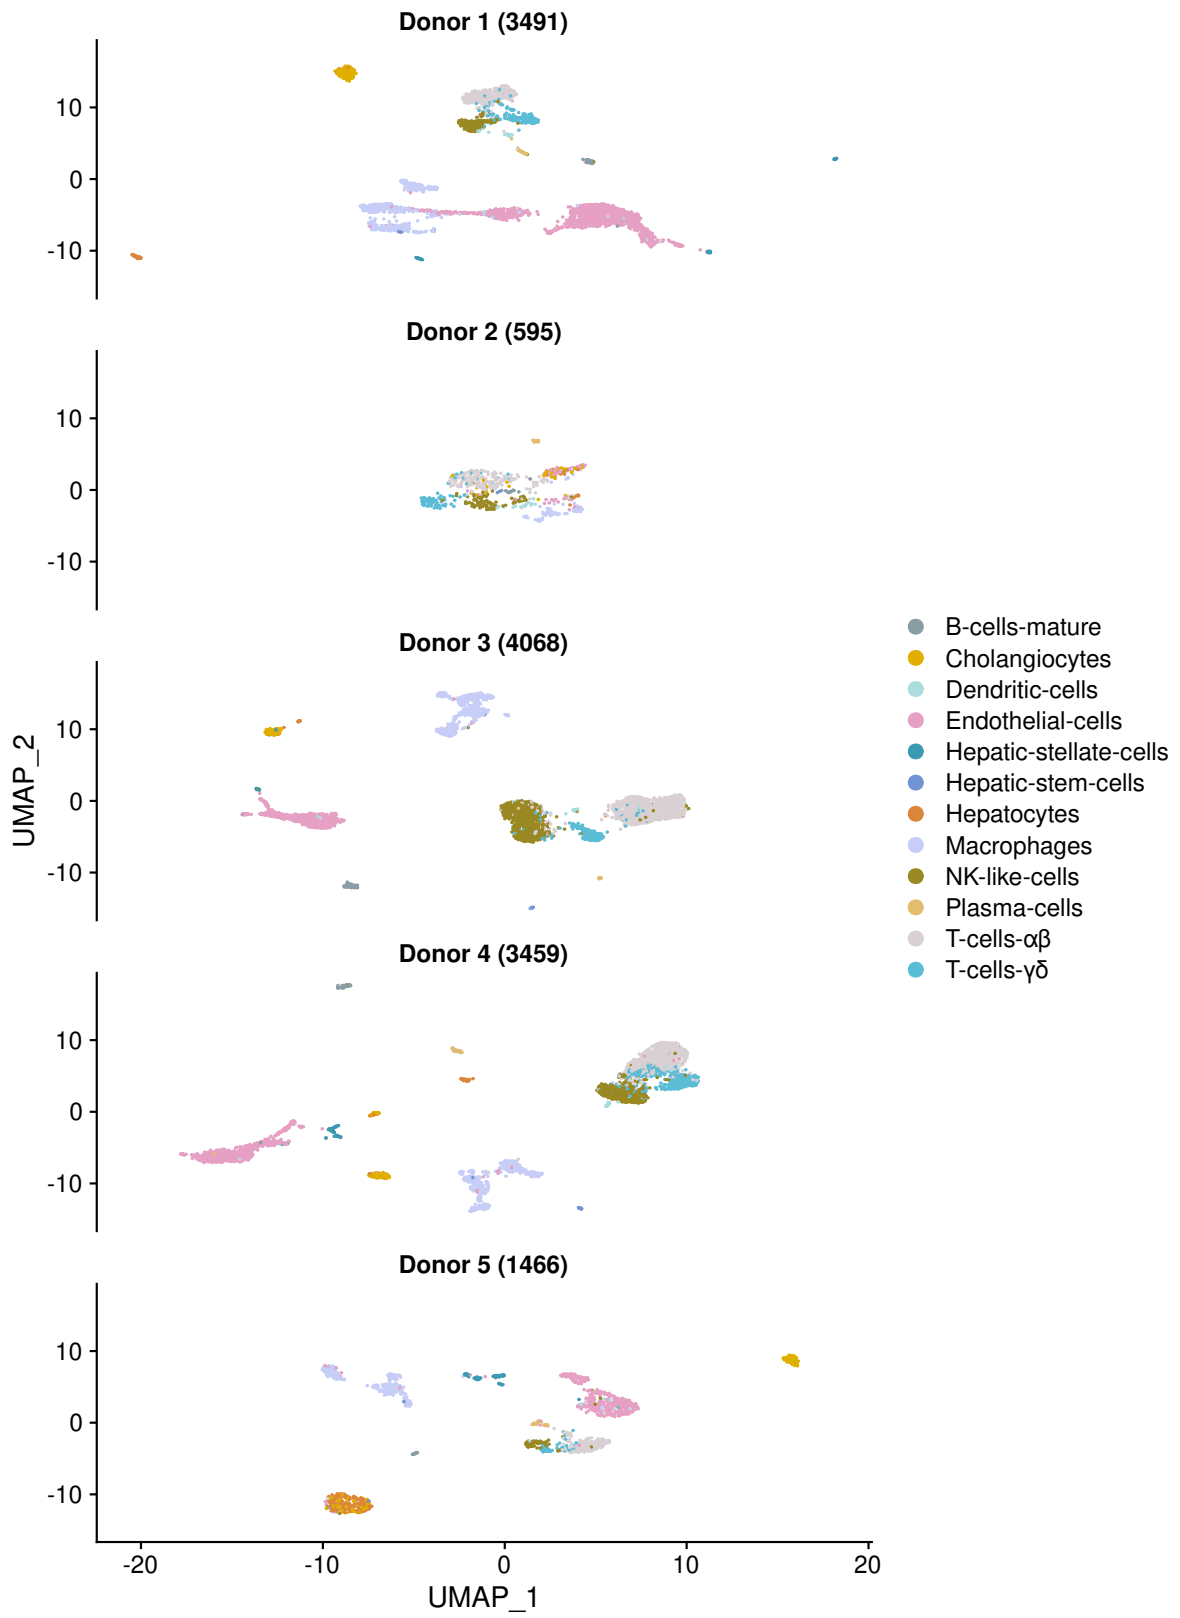 Donor 1 (3491)
10
0
-10
Donor 2 (595)
10
0
-10
Donor 3 (4068)
10
0
-10
Donor 4 (3459)
10
0
-10
Donor 5 (1466)
10
0
-10
-20 -10 0 10 20
UMAP_1
UMAP_2
B-cells-mature
Cholangiocytes
Dendritic-cells
Endothelial-cells
Hepatic-stellate-cells
Hepatic-stem-cells
Hepatocytes
Macrophages
NK-like-cells
Plasma-cells
T-cells-αβ
T-cells-γδ